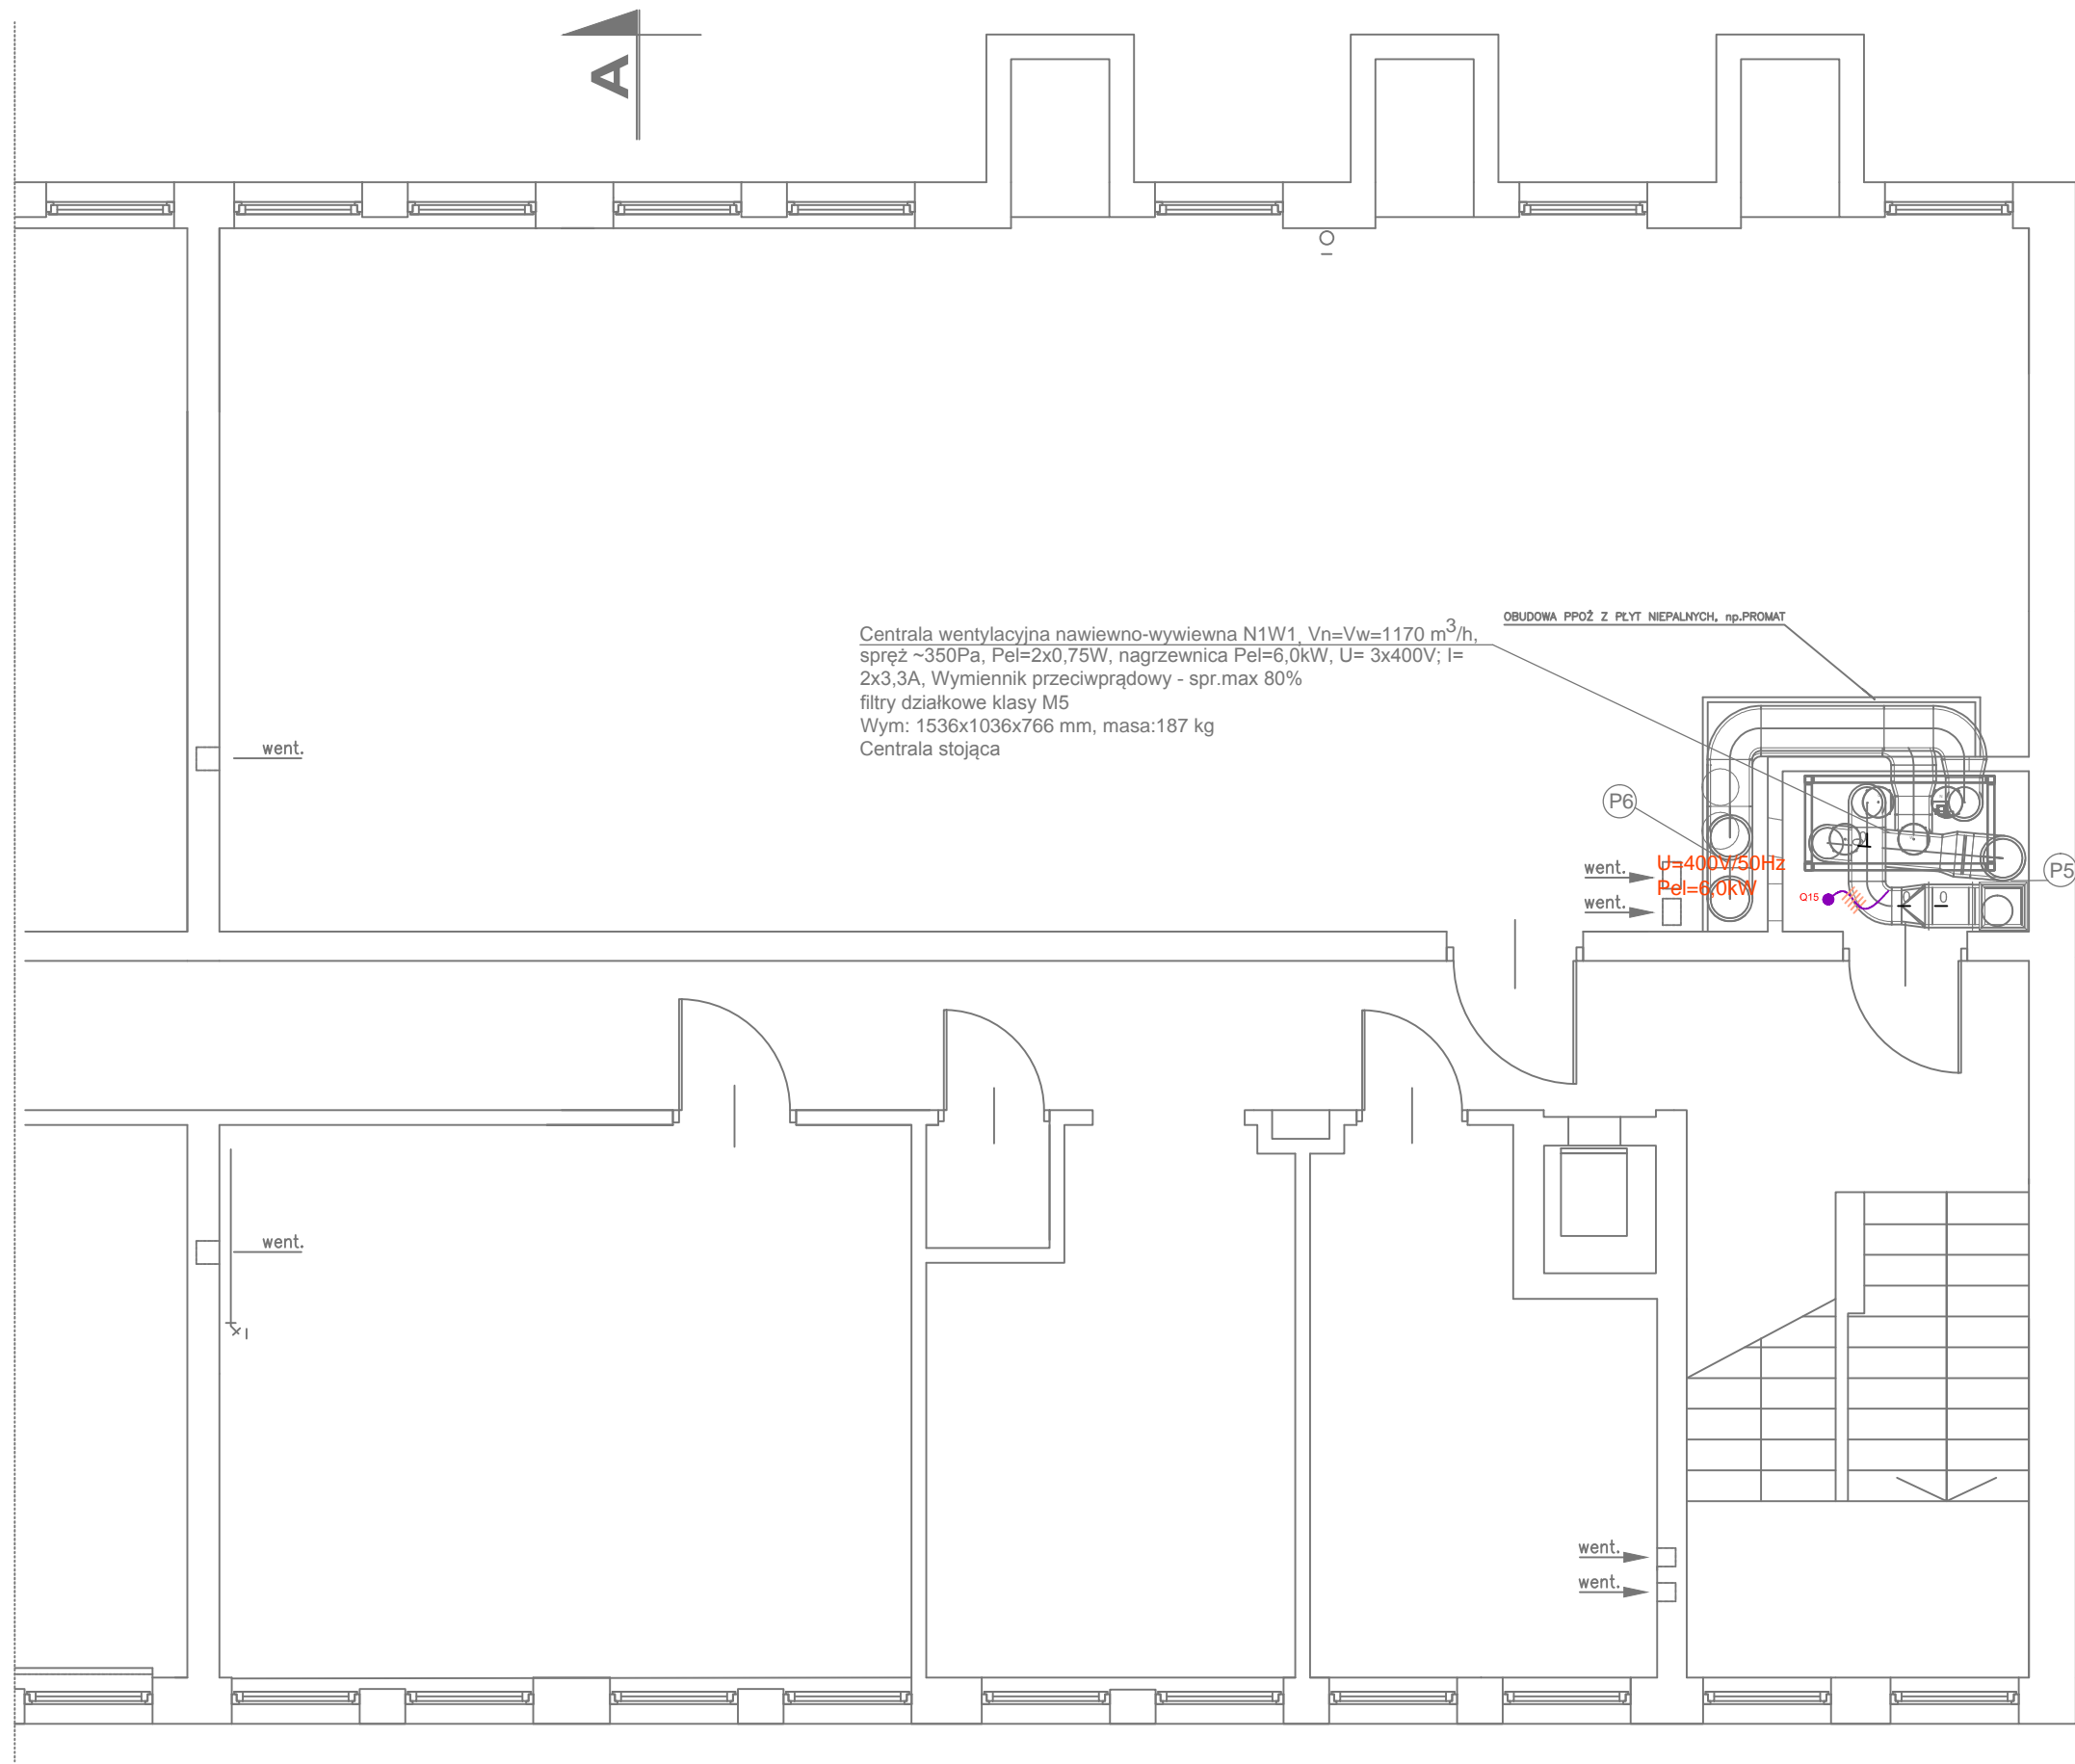 A
Centrala wentylacyjna nawiewno-wywiewna N1W1, Vn=Vw=1170 m³/h,
spręż ~350Pa, Pel=2x0,75W, nagrzewnica Pel=6,0kW, U= 3x400V; I=
2x3,3A, Wymiennik przeciwprądowy - spr.max 80%
filtry działkowe klasy M5
Wym: 1536x1036x766 mm, masa:187 kg
Centrala stojąca
OBUDOWA PPOŻ Z PŁYT NIEPALNYCH, np.PROMAT
went.
P6
went.
went.
U=400V/50Hz
Pel=6,0kW
Q15
0
0
P5
went.
went.
went.